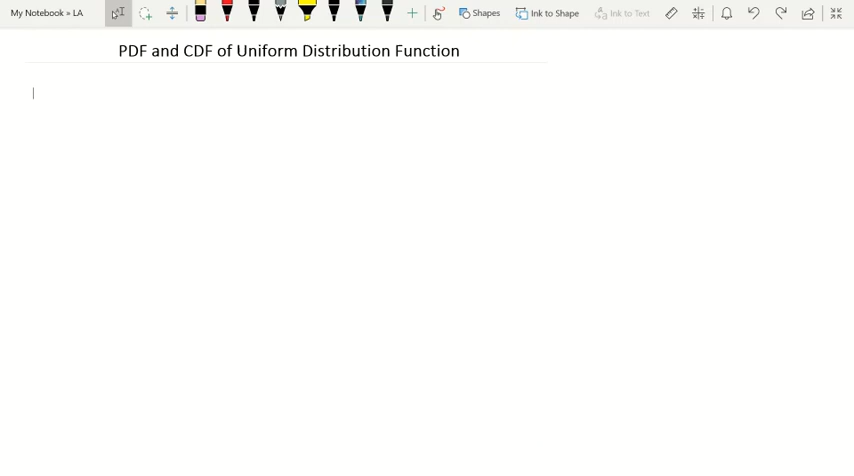 My Notebook » LA
Shapes
Ink to Shape
Ink to Text
PDF and CDF of Uniform Distribution Function